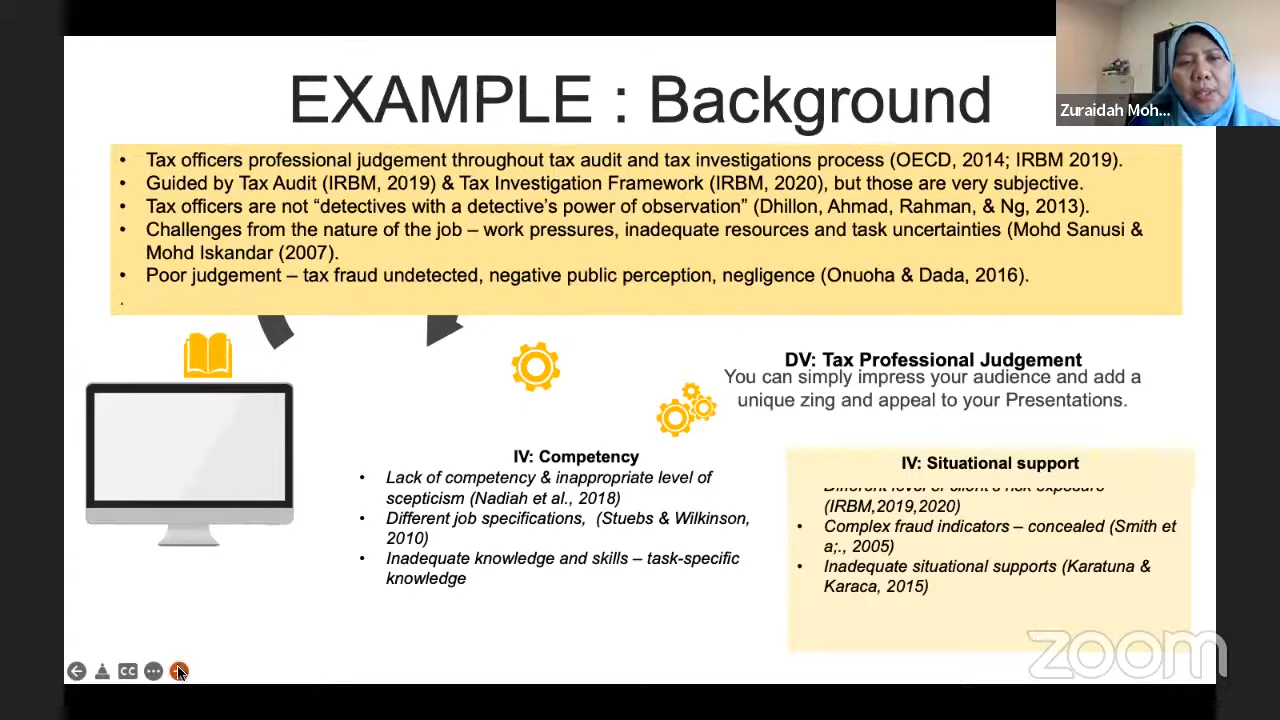 EXAMPLE : Background
Zuraidah Moh...
• Tax officers professional judgement throughout tax audit and tax investigations process (OECD, 2014; IRBM 2019).
• Guided by Tax Audit (IRBM, 2019) & Tax Investigation Framework (IRBM, 2020), but those are very subjective.
• Tax officers are not “detectives with a detective’s power of observation” (Dhillon, Ahmad, Rahman, & Ng, 2013).
• Challenges from the nature of the job – work pressures, inadequate resources and task uncertainties (Mohd Sanusi &
Mohd Iskandar (2007).
• Poor judgement – tax fraud undetected, negative public perception, negligence (Onuoha & Dada, 2016).
.
DV: Tax Professional Judgement
You can simply impress your audience and add a
unique zing and appeal to your Presentations.
IV: Competency
• Lack of competency & inappropriate level of
scepticism (Nadiah et al., 2018)
• Different job specifications, (Stuebs & Wilkinson,
2010)
• Inadequate knowledge and skills – task-specific
knowledge
IV: Situational support
Different level of client's risk exposure
(IRBM,2019,2020)
• Complex fraud indicators – concealed (Smith et
a;., 2005)
• Inadequate situational supports (Karatuna &
Karaca, 2015)
CC
zoom